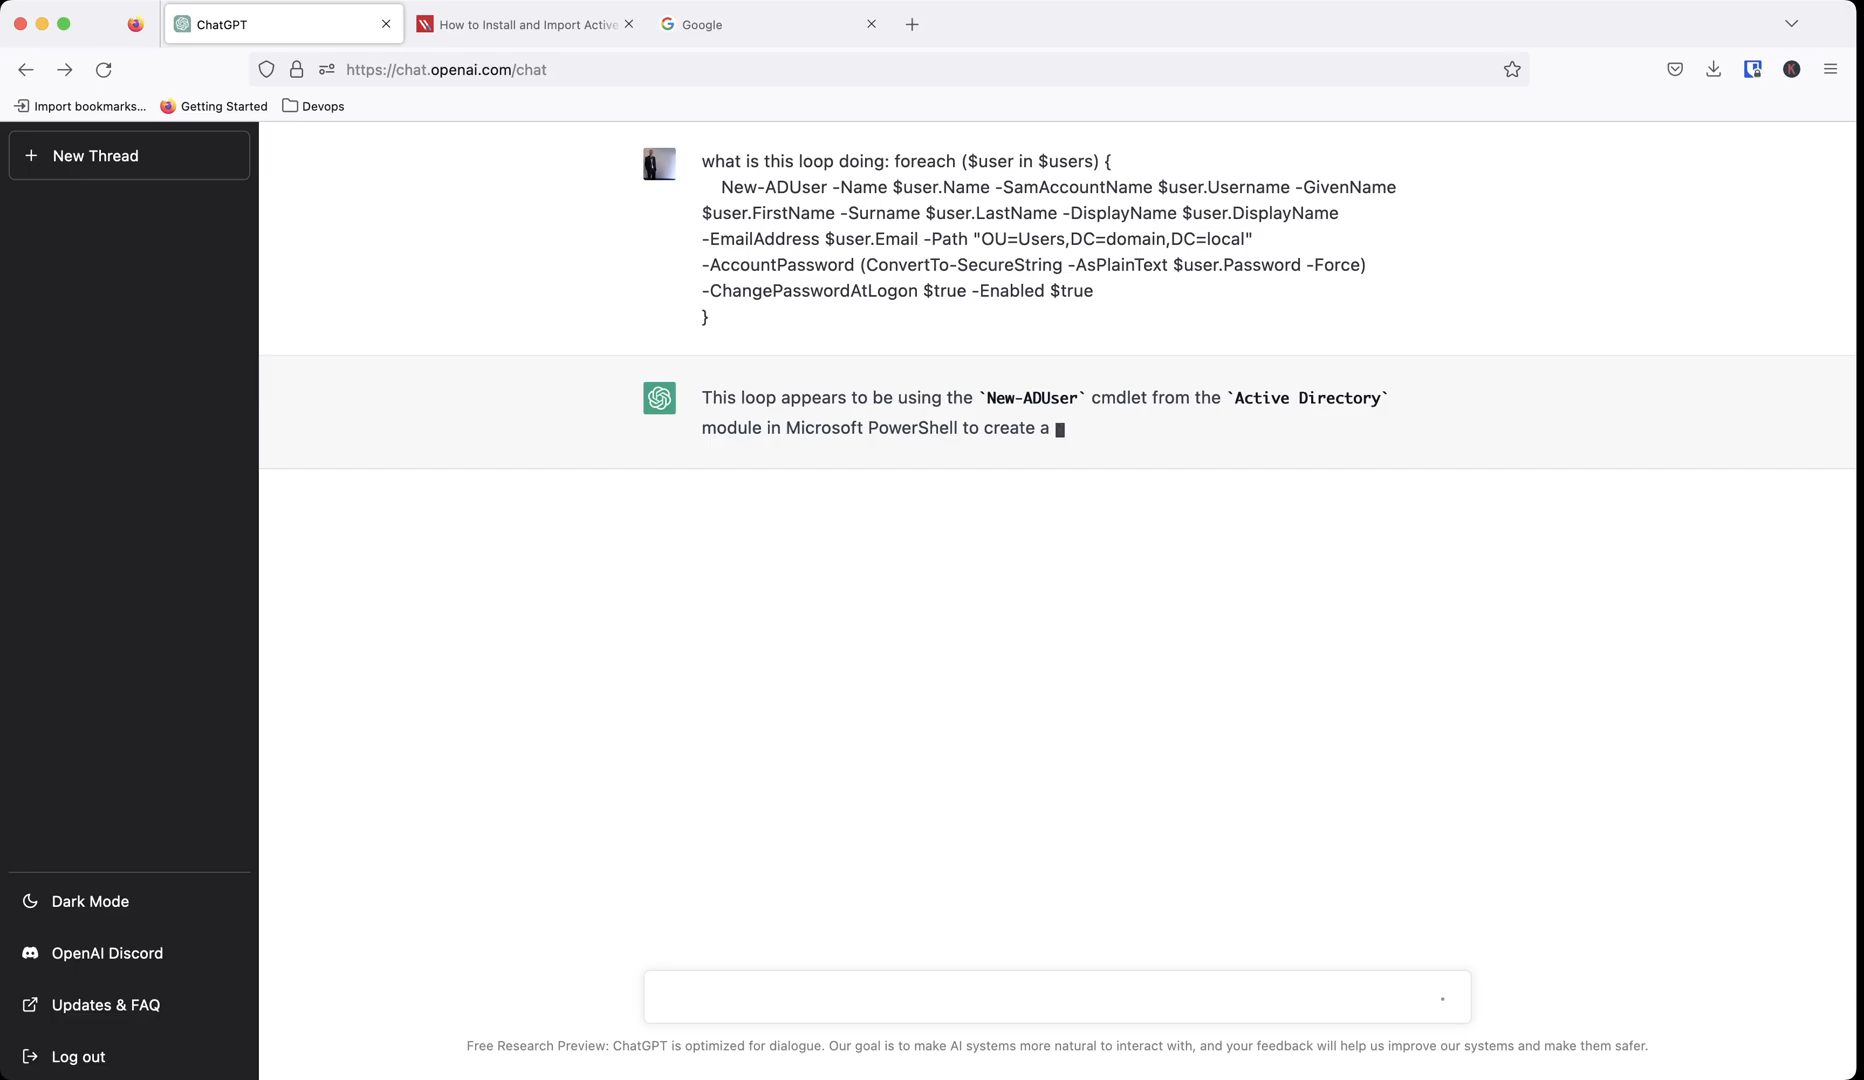 ChatGPT
How to Install and Import Active
Google
https://chat.openai.com/chat
K
Import bookmarks...
Getting Started
Devops
New Thread
what is this loop doing: foreach ($user in $users) {
New-ADUser -Name $user.Name -SamAccountName $user.Username -GivenName
$user.FirstName -Surname $user.LastName -DisplayName $user.DisplayName
-EmailAddress $user.Email -Path "OU=Users,DC=domain,DC=local"
-AccountPassword (ConvertTo-SecureString -AsPlainText $user.Password -Force)
-ChangePasswordAtLogon $true -Enabled $true
}
This loop appears to be using the `New-ADUser` cmdlet from the `Active Directory`
module in Microsoft PowerShell to create a
Dark Mode
OpenAI Discord
Updates & FAQ
Log out
Free Research Preview: ChatGPT is optimized for dialogue. Our goal is to make AI systems more natural to interact with, and your feedback will help us improve our systems and make them safer.